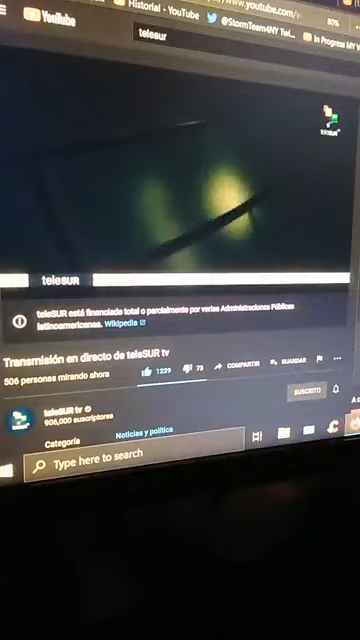 Historial - YouTube
www.youtube.com/
80%
YouTube
@StormTeam4NY Twi...
In Progress MY
telesur
teleSUR
teleSUR
teleSUR está financiada total o parcialmente por varias Administraciones Públicas
latinoamericanas. Wikipedia
Transmisión en directo de teleSUR tv
506 personas mirando ahora
1239
73
COMPARTIR
GUARDAR
...
teleSUR tv
906,000 suscriptores
SUSCRITO
Categoría
Noticias y política
Type here to search